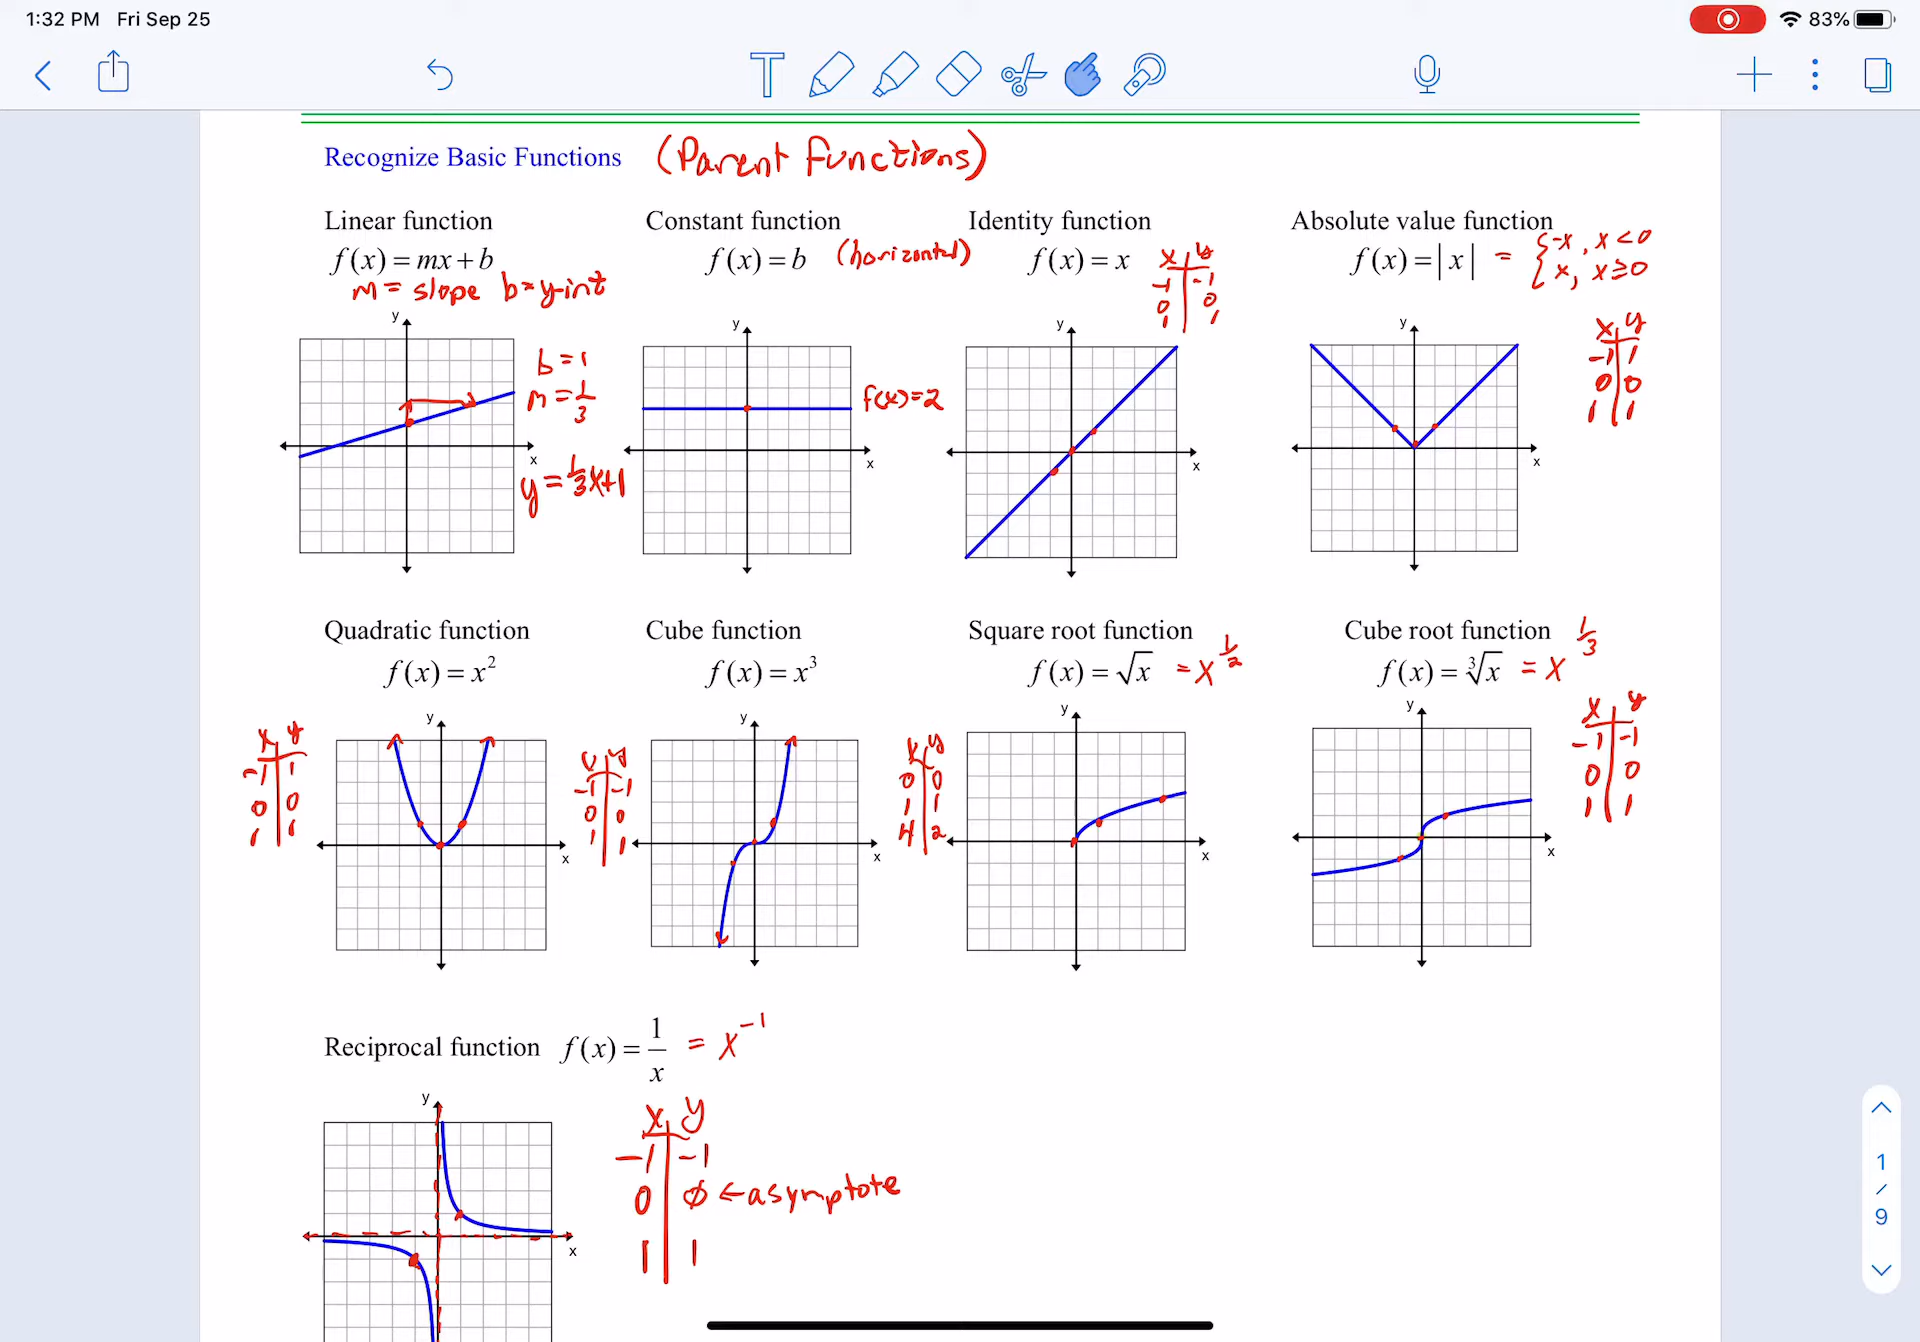 1:32 PM Fri Sep 25
83%
Recognize Basic Functions (Parent Functions)
Linear function
f(x) = mx + b
m = slope b = y-int
y
b = 1
m = 1/3
x
y = 1/3x+1
Constant function
f(x) = b (horizontal)
y
f(x) = 2
x
Identity function
f(x) = x
x y
-1 -1
0 0
1 1
y
x
Absolute value function
f(x) = |x| = { -x, x < 0
x, x ≥ 0
x y
-1 1
0 0
1 1
y
x
Quadratic function
f(x) = x²
x y
-1 1
0 0
1 1
y
x
Cube function
f(x) = x³
x y
-1 -1
0 0
1 1
y
x
Square root function
f(x) = √x = x^1/2
x y
0 0
1 1
4 2
y
x
Cube root function
f(x) = ∛x = x^1/3
x y
-1 -1
0 0
1 1
y
x
Reciprocal function f(x) = 1/x = x⁻¹
y
x
x y
-1 -1
0 ∅ ← asymptote
1 1
1
/
9